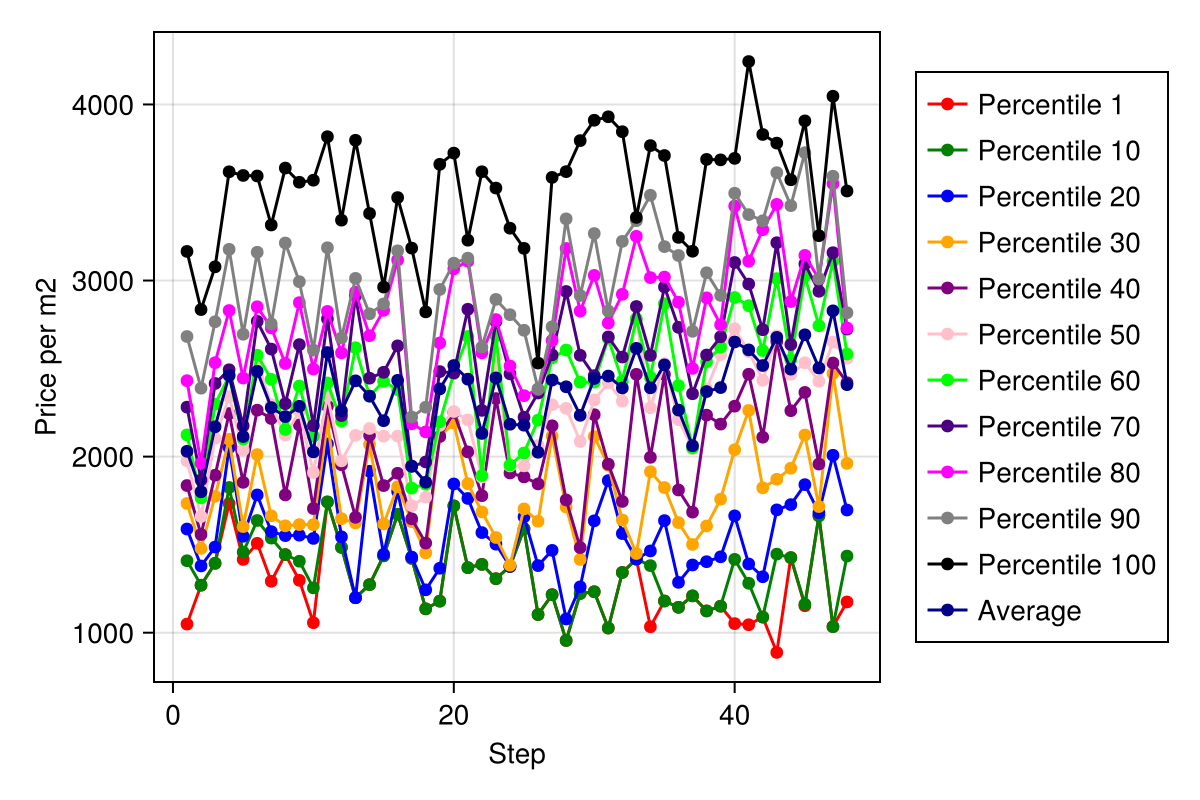 4000
3000
2000
1000
Price per m2
0
20
40
Step
Percentile 1
Percentile 10
Percentile 20
Percentile 30
Percentile 40
Percentile 50
Percentile 60
Percentile 70
Percentile 80
Percentile 90
Percentile 100
Average